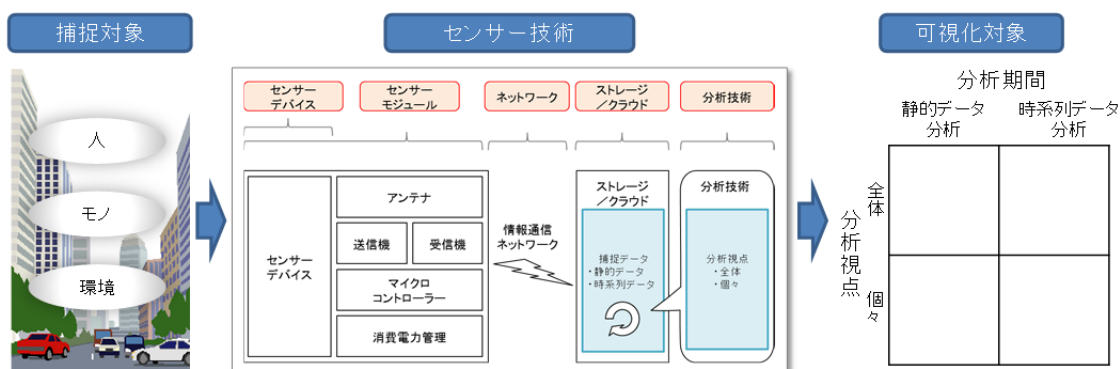 捕捉対象
センサー技術
可視化対象
人
モノ
環境
センサー
デバイス
センサー
モジュール
ネットワーク
ストレージ
/クラウド
分析技術
センサー
デバイス
アンテナ
送信機
受信機
マイクロ
コントローラー
消費電力管理
情報通信
ネットワーク
ストレージ
/クラウド
捕捉データ
・静的データ
・時系列データ
分析技術
分析視点
・全体
・個々
分析期間
静的データ
分析
時系列データ
分析
分析視点
全体
個々